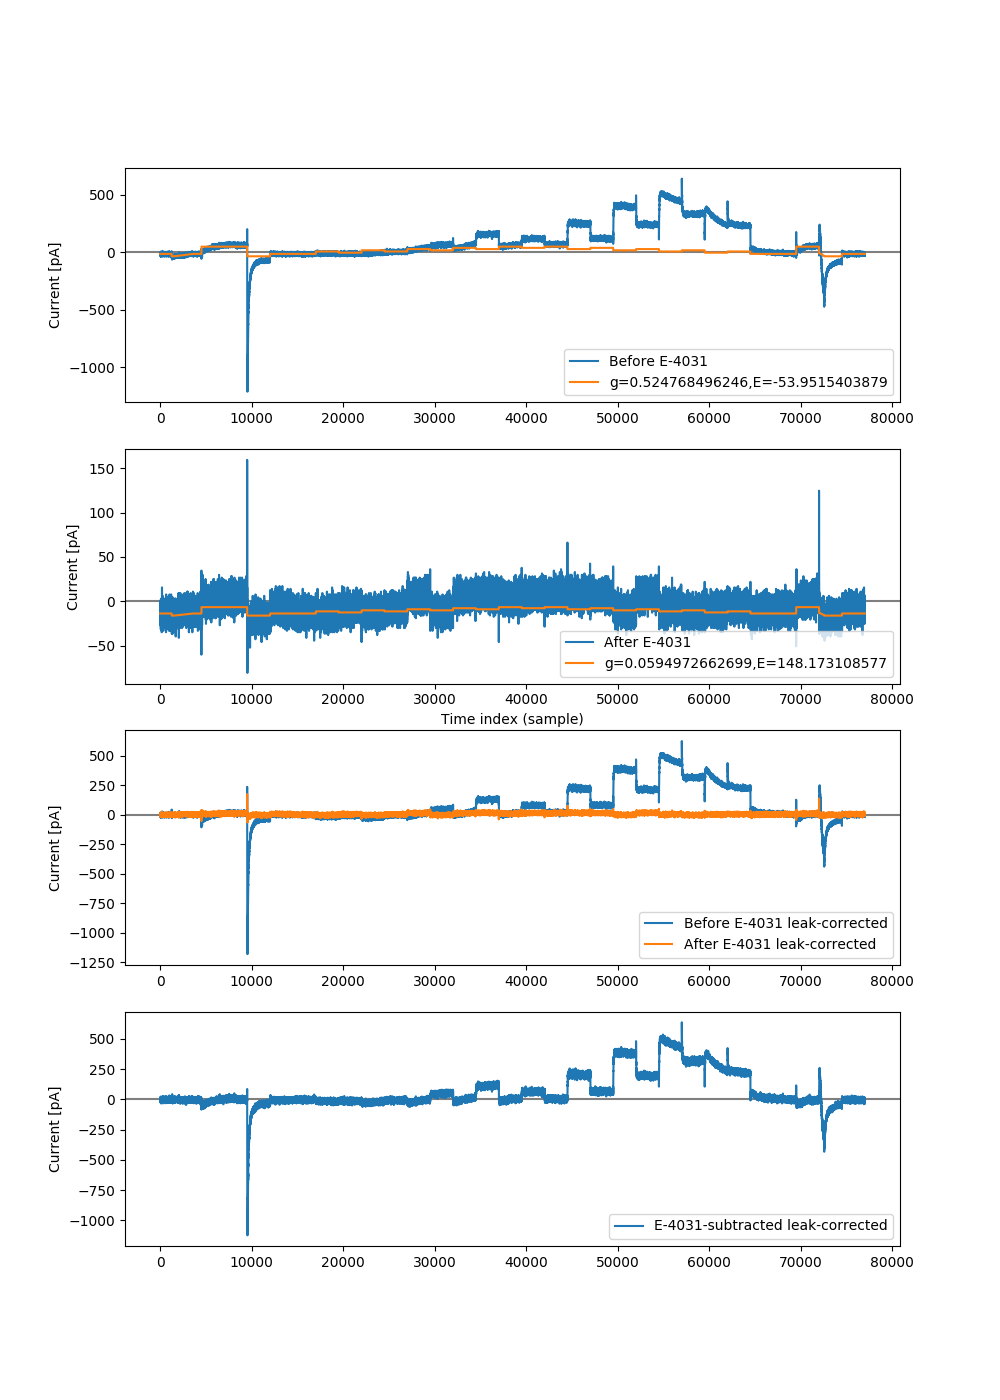 500
0
−500
−1000
Current [pA]
Before E-4031
g=0.524768496246,E=-53.9515403879
0 10000 20000 30000 40000 50000 60000 70000 80000
150
100
50
0
−50
Current [pA]
After E-4031
g=0.0594972662699,E=148.173108577
0 10000 20000 30000 40000 50000 60000 70000 80000
Time index (sample)
500
250
0
−250
−500
−750
−1000
−1250
Current [pA]
Before E-4031 leak-corrected
After E-4031 leak-corrected
0 10000 20000 30000 40000 50000 60000 70000 80000
500
250
0
−250
−500
−750
−1000
Current [pA]
E-4031-subtracted leak-corrected
0 10000 20000 30000 40000 50000 60000 70000 80000